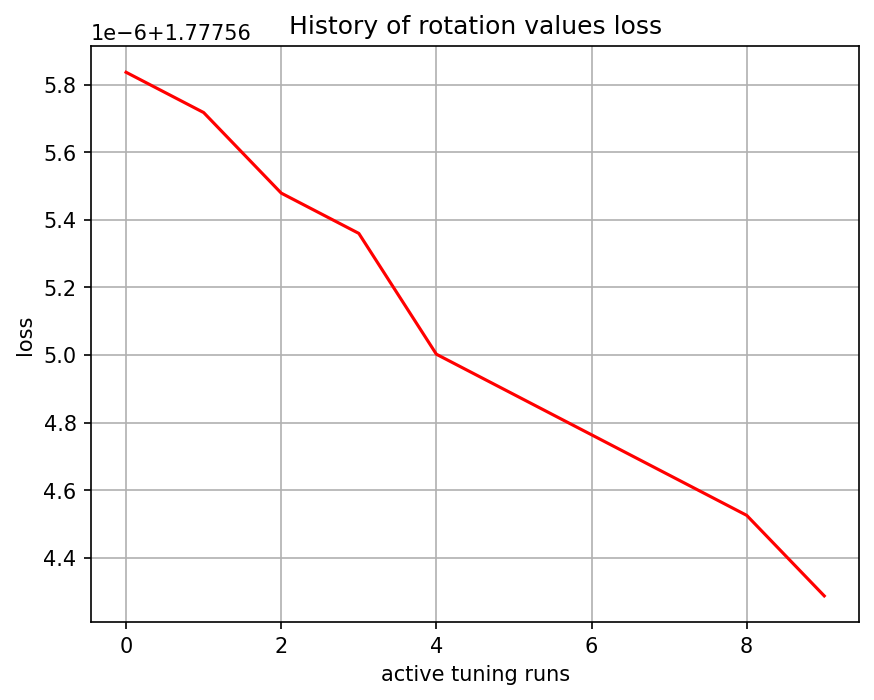 History of rotation values loss
1e−6+1.77756
5.8
5.6
5.4
5.2
5.0
4.8
4.6
4.4
loss
0 2 4 6 8
active tuning runs